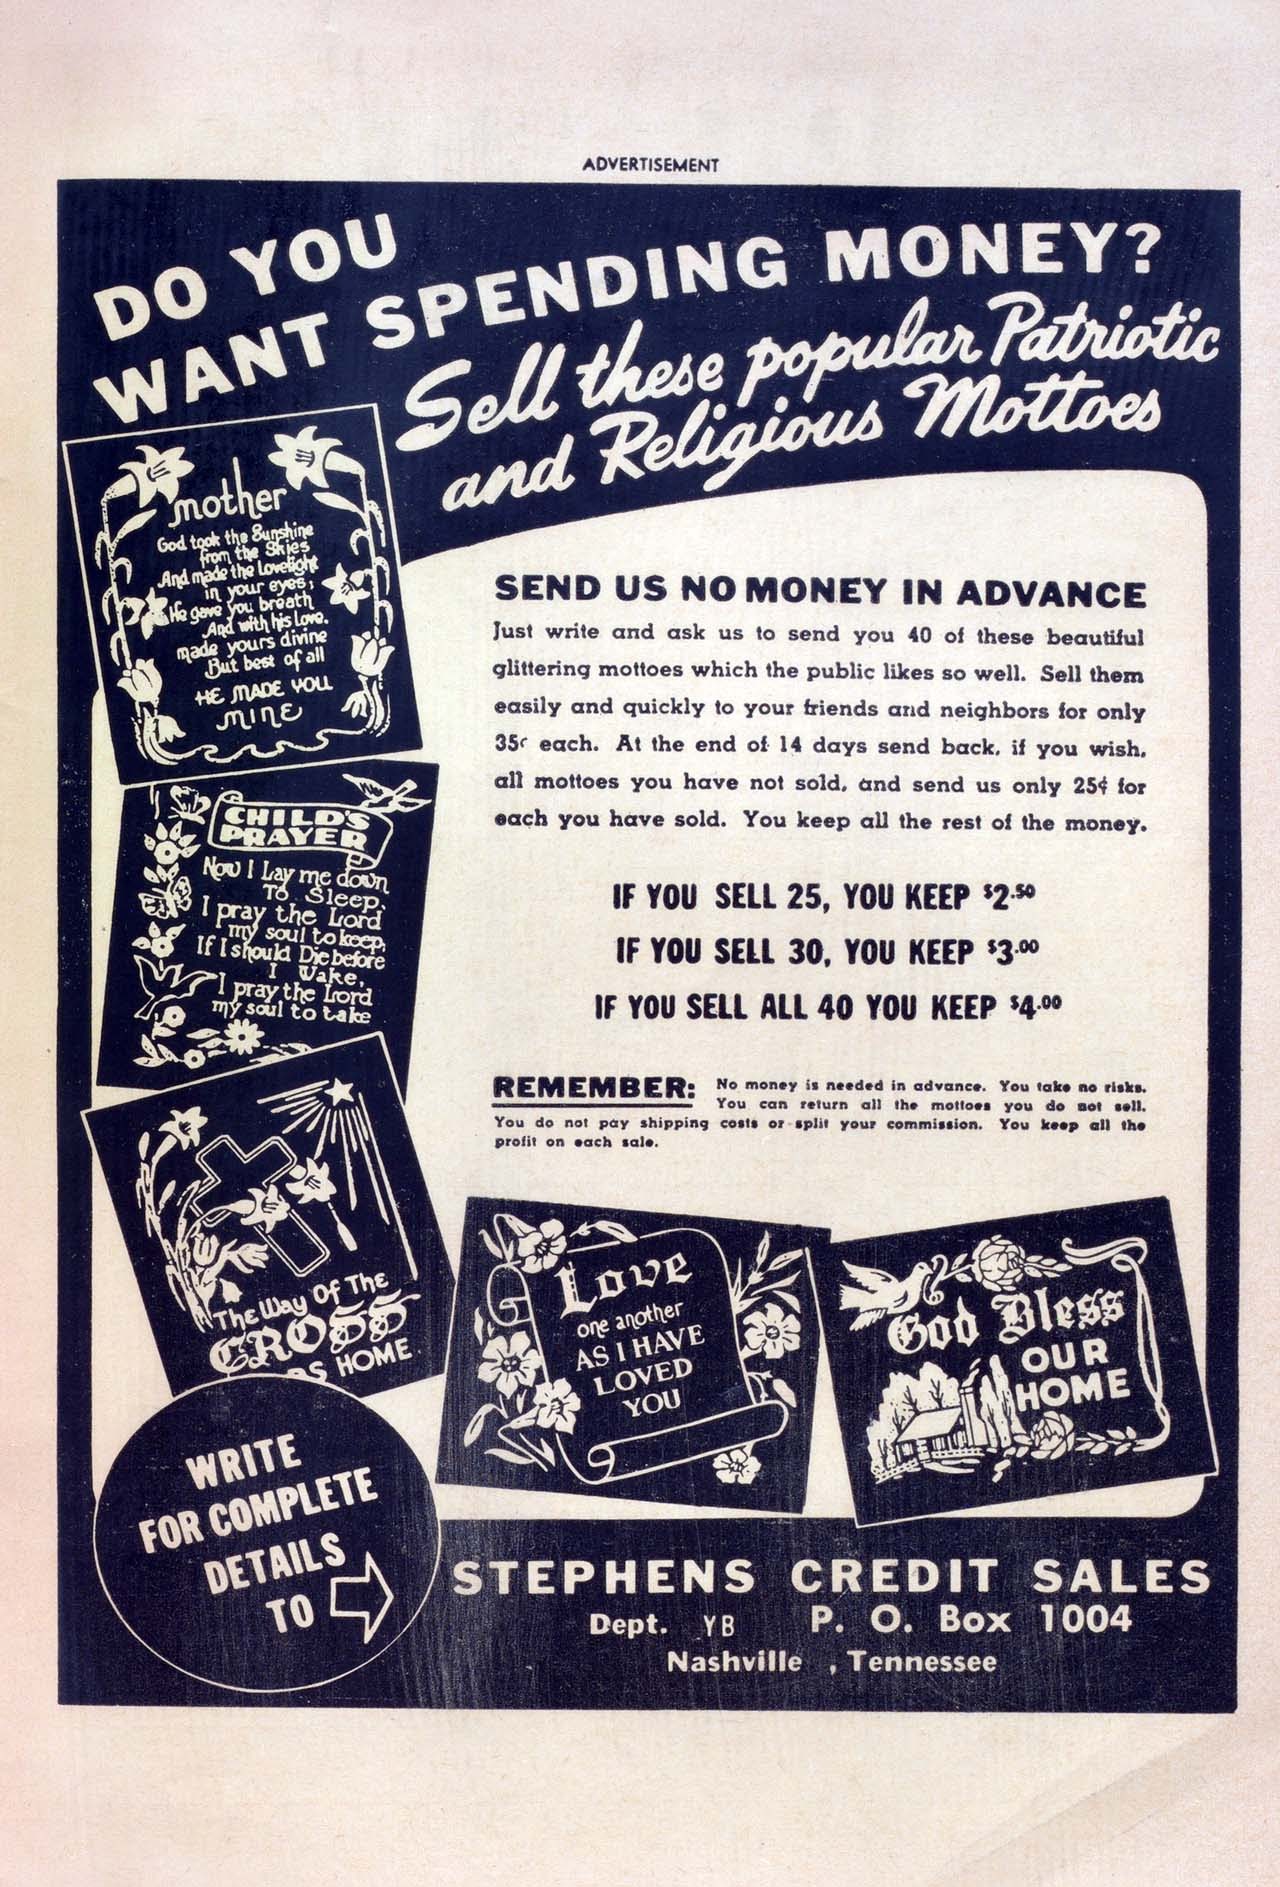 ADVERTISEMENT
DO YOU
WANT SPENDING MONEY?
Sell these popular Patriotic
and Religious Mottoes
mother
God took the Sunshine
from the Skies
And made the Lovelight
in your eyes;
He gave you breath
And with his love.
made yours divine
But best of all
HE MADE YOU
MINE
CHILD'S
PRAYER
Now I Lay me down
To Sleep,
I pray the Lord
my soul to keep,
If I should Die before
I Wake,
I pray the Lord
my soul to take
The Way Of The
CROSS
DS HOME
SEND US NO MONEY IN ADVANCE
Just write and ask us to send you 40 of these beautiful
glittering mottoes which the public likes so well. Sell them
easily and quickly to your friends and neighbors for only
35¢ each. At the end of 14 days send back, if you wish,
all mottoes you have not sold, and send us only 25¢ for
each you have sold. You keep all the rest of the money.
IF YOU SELL 25, YOU KEEP $2.50
IF YOU SELL 30, YOU KEEP $3.00
IF YOU SELL ALL 40 YOU KEEP $4.00
REMEMBER: No money is needed in advance. You take no risks.
You can return all the mottoes you do not sell.
You do not pay shipping costs or split your commission. You keep all the
profit on each sale.
Love
one another
AS I HAVE
LOVED
YOU
God Bless
OUR
HOME
WRITE
FOR COMPLETE
DETAILS
TO
STEPHENS CREDIT SALES
Dept. YB P. O. Box 1004
Nashville , Tennessee